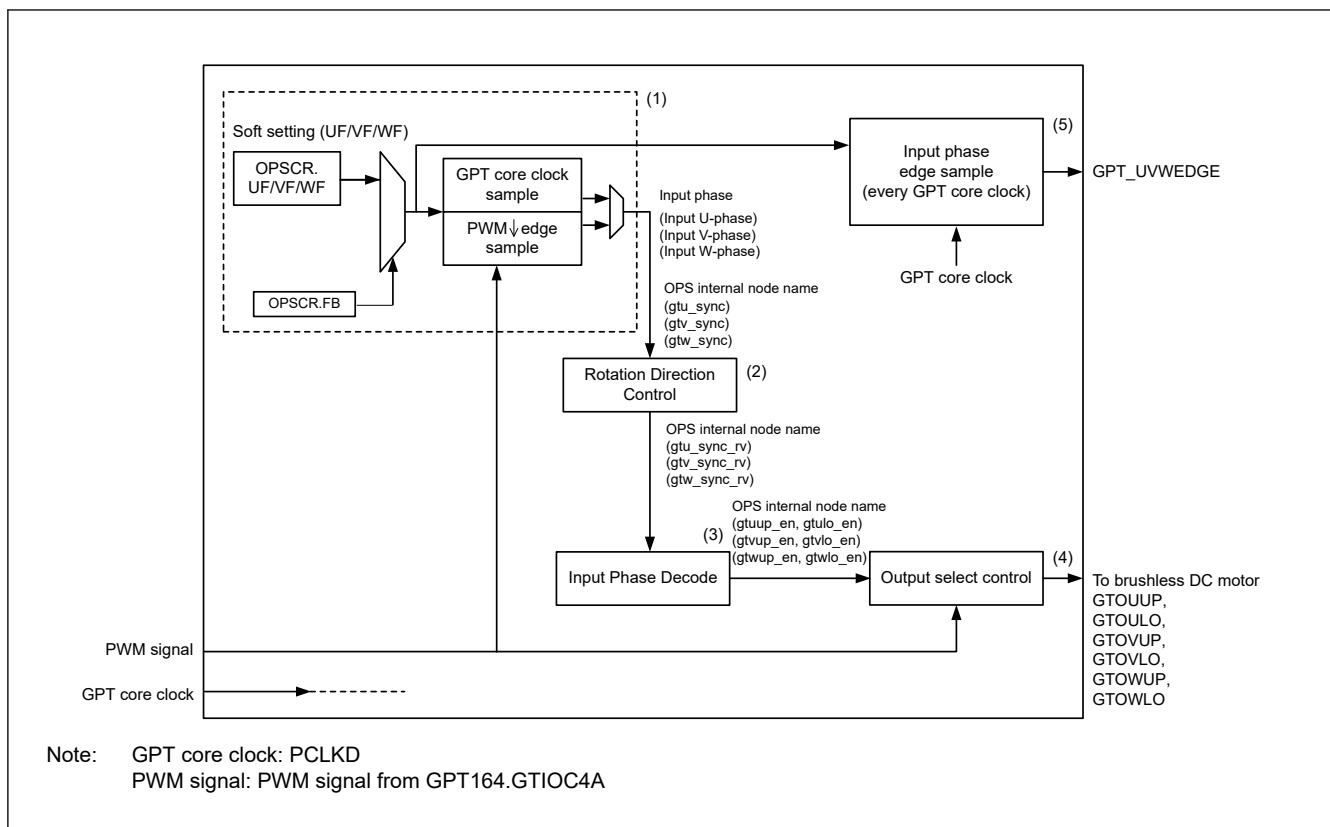 (1)
Soft setting (UF/VF/WF)
OPSCR.
UF/VF/WF
OPSCR.FB
GPT core clock
sample
PWM↓edge
sample
Input phase
(Input U-phase)
(Input V-phase)
(Input W-phase)
OPS internal node name
(gtu_sync)
(gtv_sync)
(gtw_sync)
(5)
Input phase
edge sample
(every GPT core clock)
GPT_UVWEDGE
GPT core clock
Rotation Direction
Control
(2)
OPS internal node name
(gtu_sync_rv)
(gtv_sync_rv)
(gtw_sync_rv)
OPS internal node name
(gtuup_en, gtulo_en)
(gtvup_en, gtvlo_en)
(gtwup_en, gtwlo_en)
(3)
Input Phase Decode
Output select control
(4)
To brushless DC motor
GTOUUP,
GTOULO,
GTOVUP,
GTOVLO,
GTOWUP,
GTOWLO
PWM signal
GPT core clock
Note: GPT core clock: PCLKD
PWM signal: PWM signal from GPT164.GTIOC4A